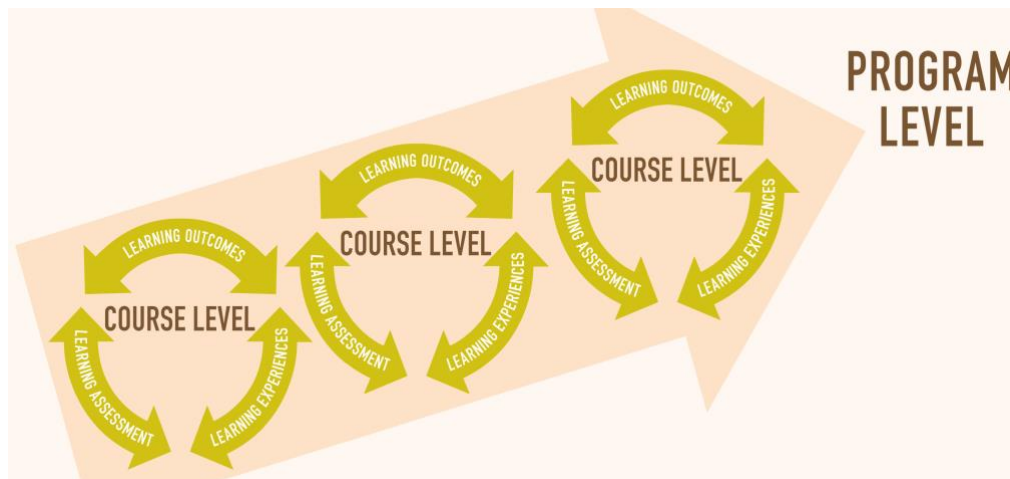 PROGRAM
LEVEL
LEARNING OUTCOMES
COURSE LEVEL
LEARNING ASSESSMENT
LEARNING EXPERIENCES
LEARNING OUTCOMES
COURSE LEVEL
LEARNING ASSESSMENT
LEARNING EXPERIENCES
LEARNING OUTCOMES
COURSE LEVEL
LEARNING ASSESSMENT
LEARNING EXPERIENCES